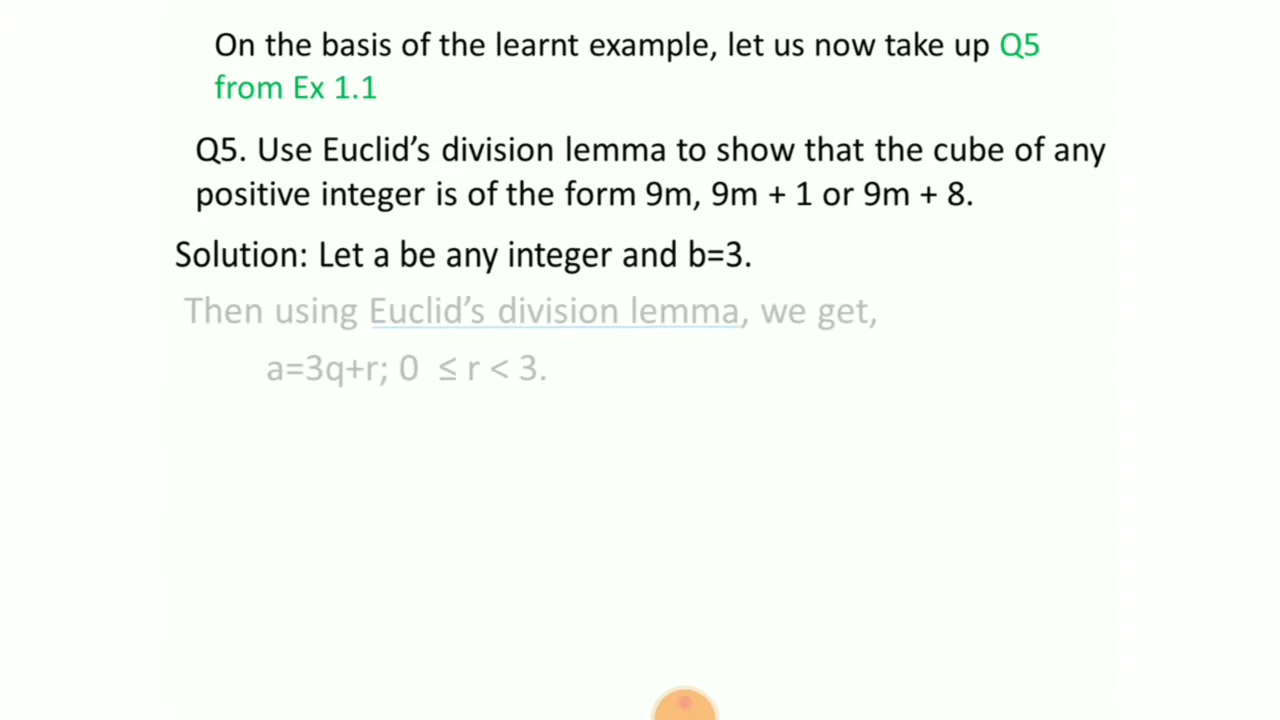 On the basis of the learnt example, let us now take up Q5
from Ex 1.1
Q5. Use Euclid’s division lemma to show that the cube of any
positive integer is of the form 9m, 9m + 1 or 9m + 8.
Solution: Let a be any integer and b=3.
Then using Euclid’s division lemma, we get,
a=3q+r; 0 ≤ r < 3.